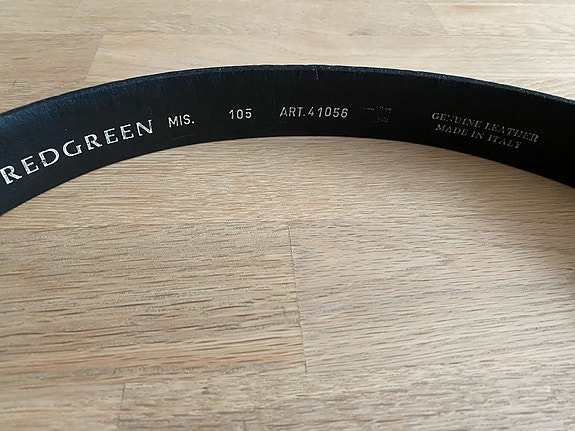 REDGREEN MIS. 105 ART.41056
GENUINE LEATHER
MADE IN ITALY